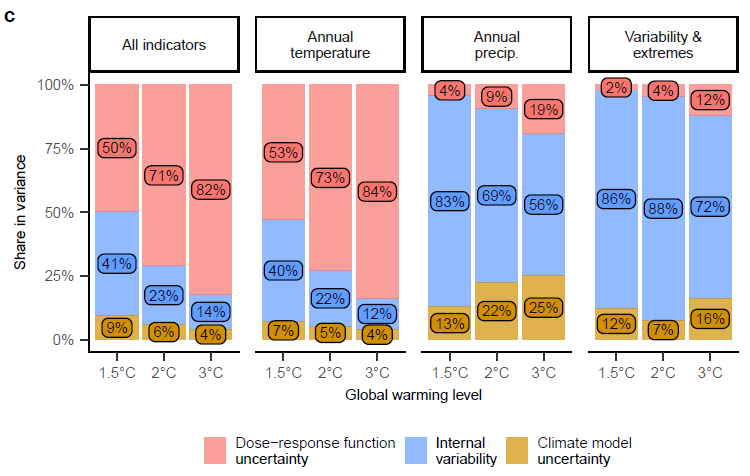 c
All indicators
Annual
temperature
Annual
precip.
Variability &
extremes
Share in variance
100%
75%
50%
25%
0%
50%
71%
82%
41%
23%
14%
9%
6%
4%
53%
73%
84%
40%
22%
12%
7%
5%
4%
4%
9%
19%
83%
69%
56%
13%
22%
25%
2%
4%
12%
86%
88%
72%
12%
7%
16%
1.5°C 2°C 3°C
1.5°C 2°C 3°C
1.5°C 2°C 3°C
1.5°C 2°C 3°C
Global warming level
Dose−response function
uncertainty
Internal
variability
Climate model
uncertainty